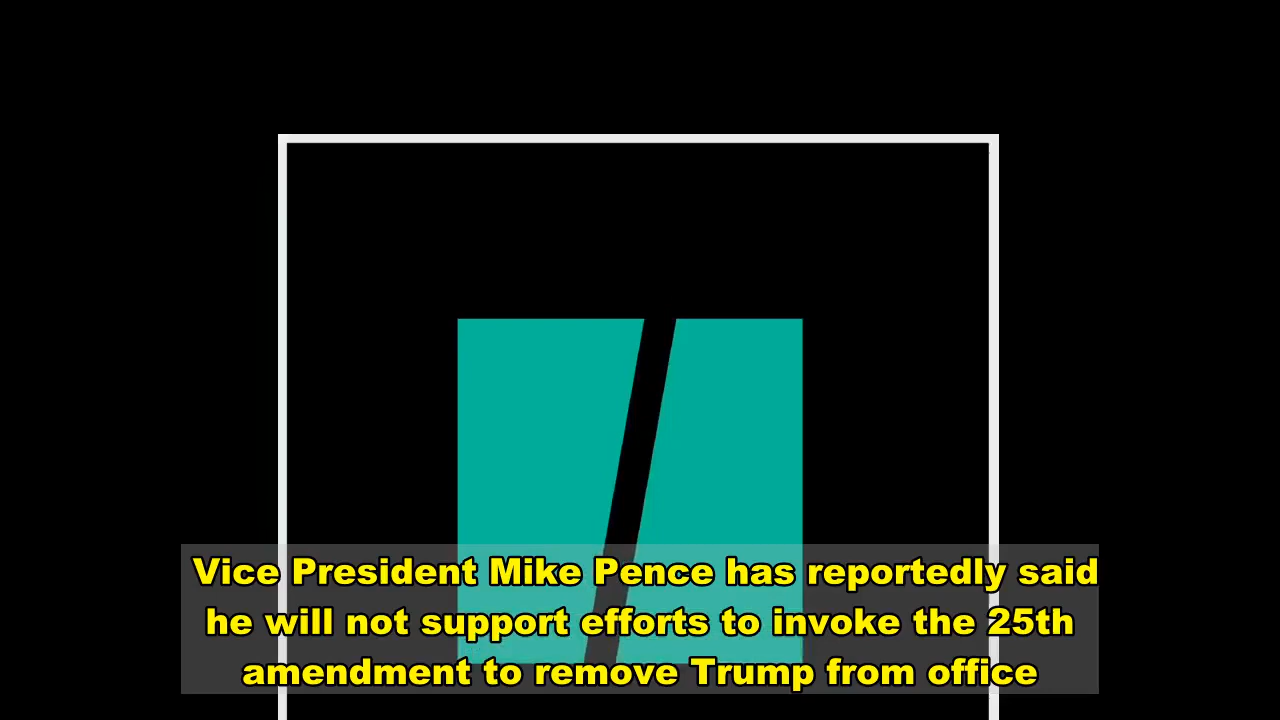 Vice President Mike Pence has reportedly said
he will not support efforts to invoke the 25th
amendment to remove Trump from office